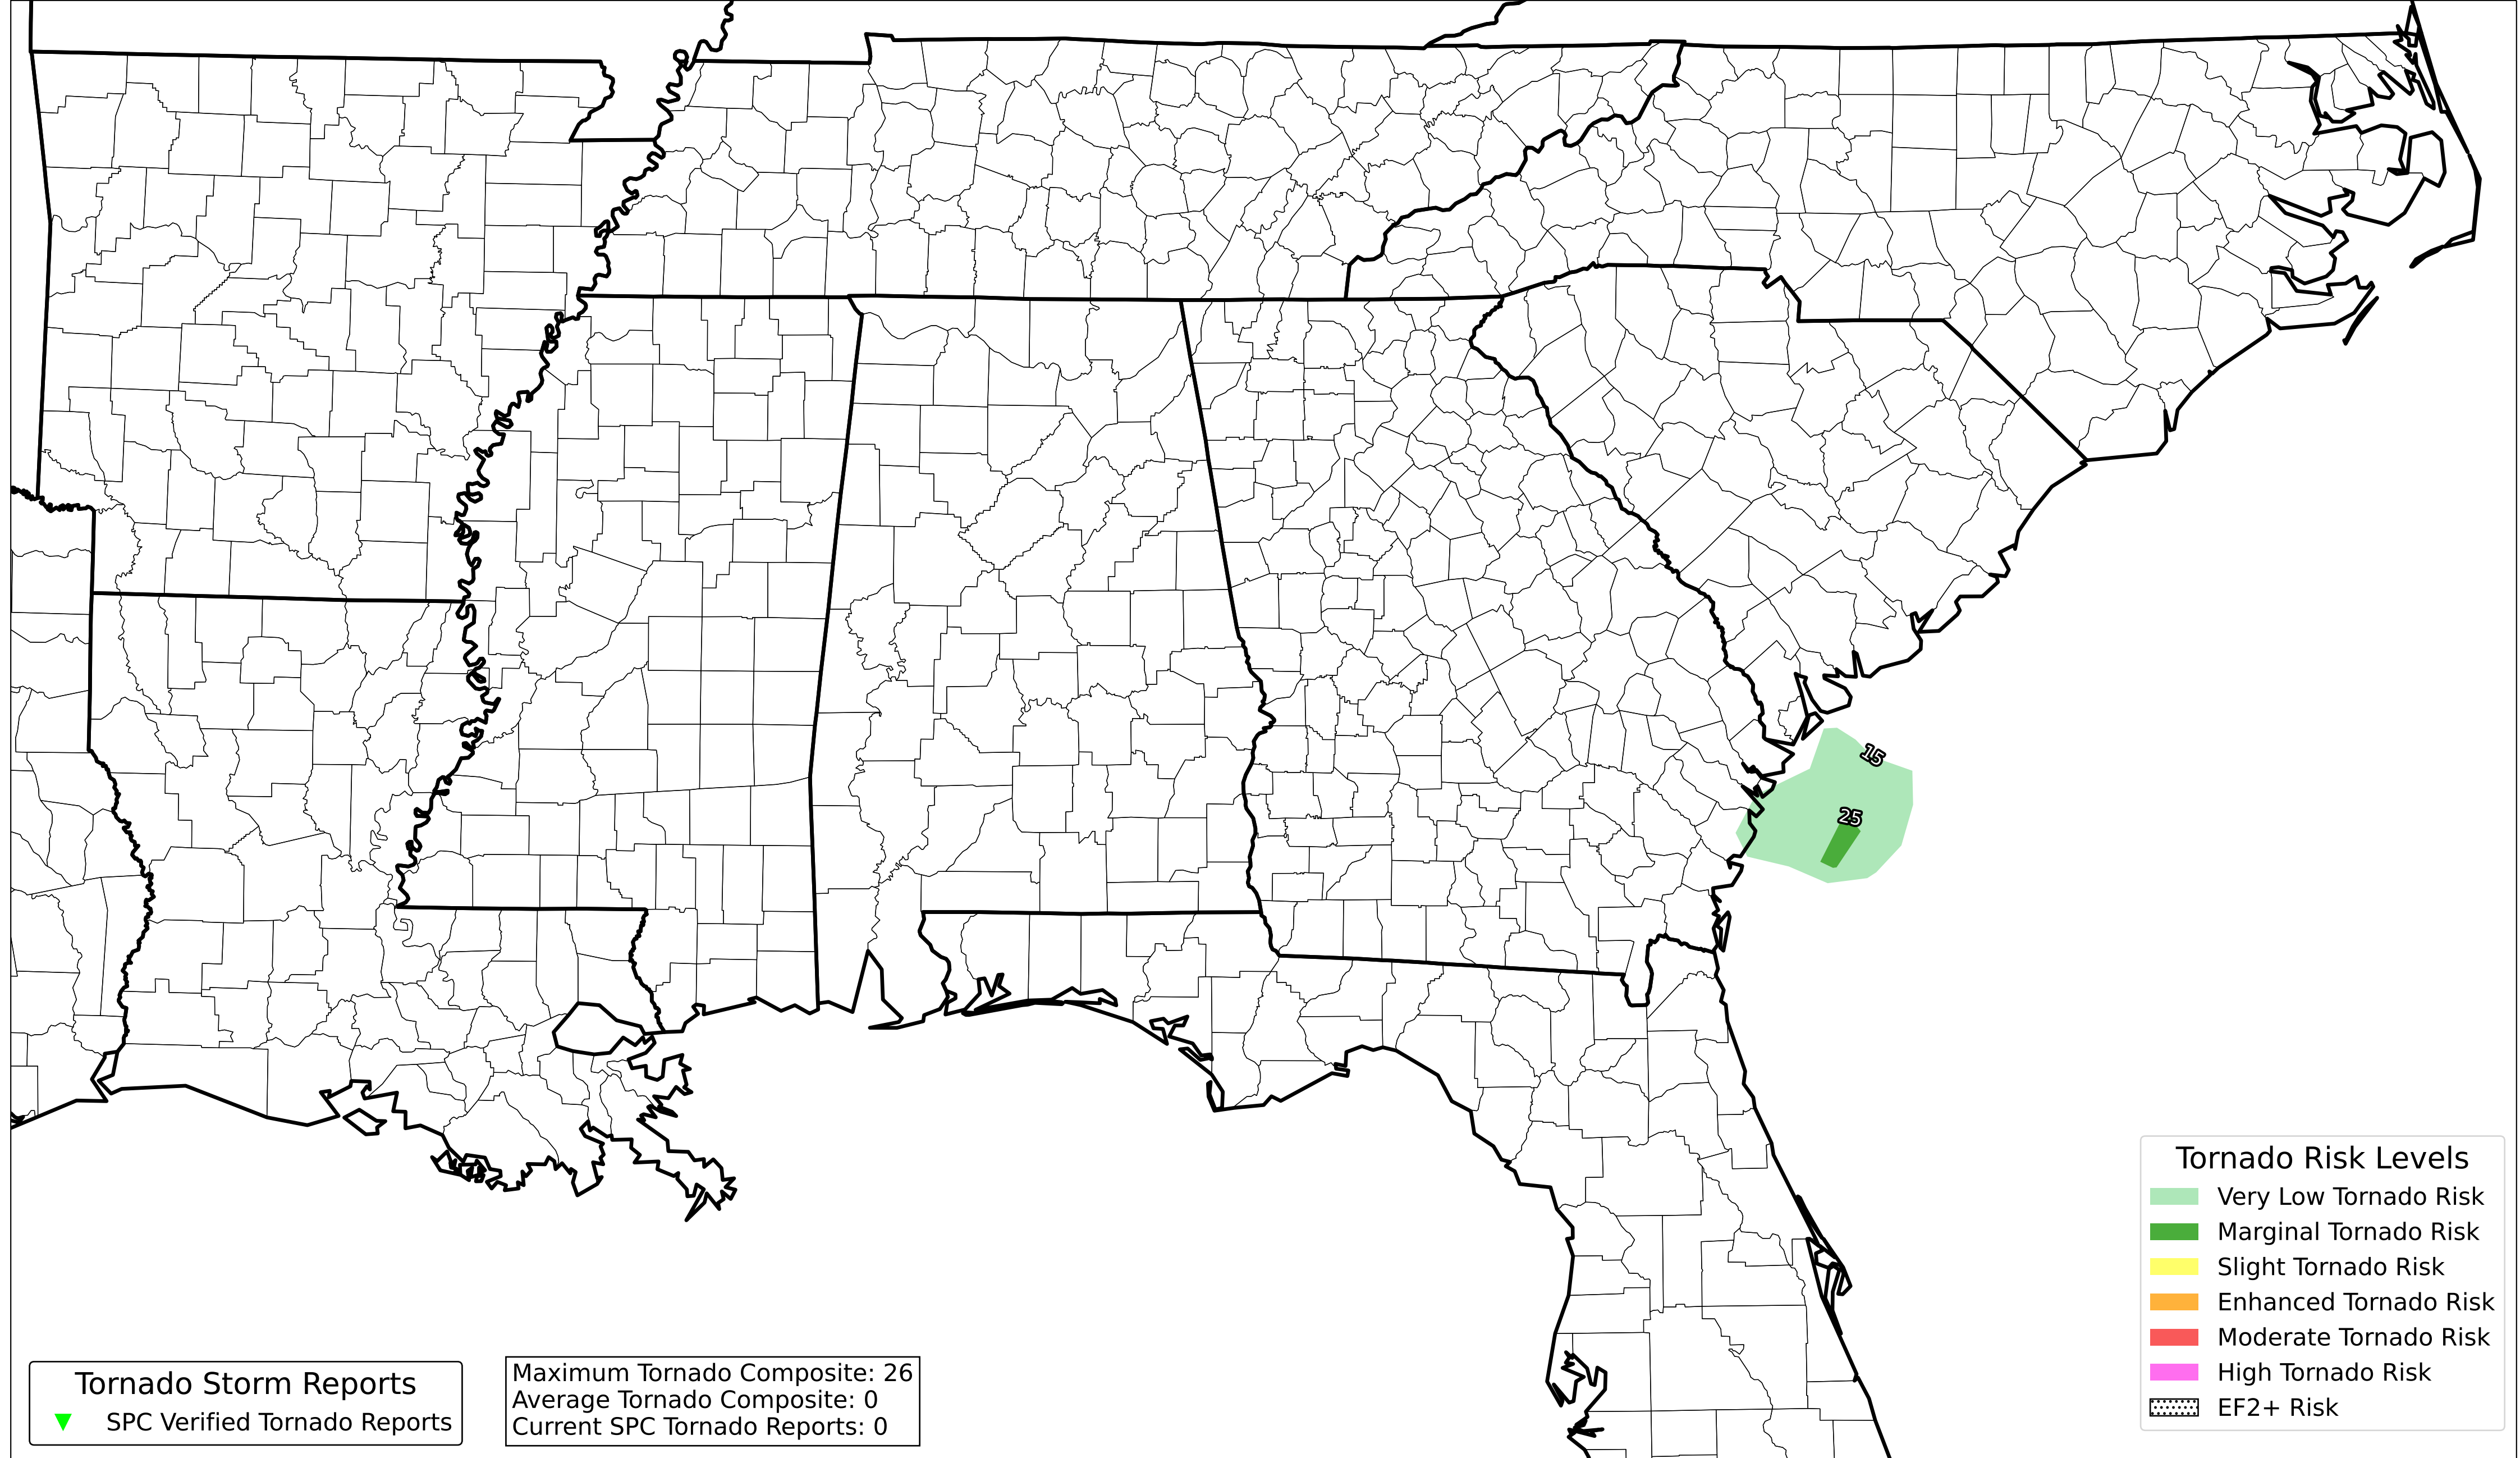 15
25
Tornado Risk Levels
Very Low Tornado Risk
Marginal Tornado Risk
Slight Tornado Risk
Enhanced Tornado Risk
Moderate Tornado Risk
High Tornado Risk
EF2+ Risk
Tornado Storm Reports
SPC Verified Tornado Reports
Maximum Tornado Composite: 26
Average Tornado Composite: 0
Current SPC Tornado Reports: 0